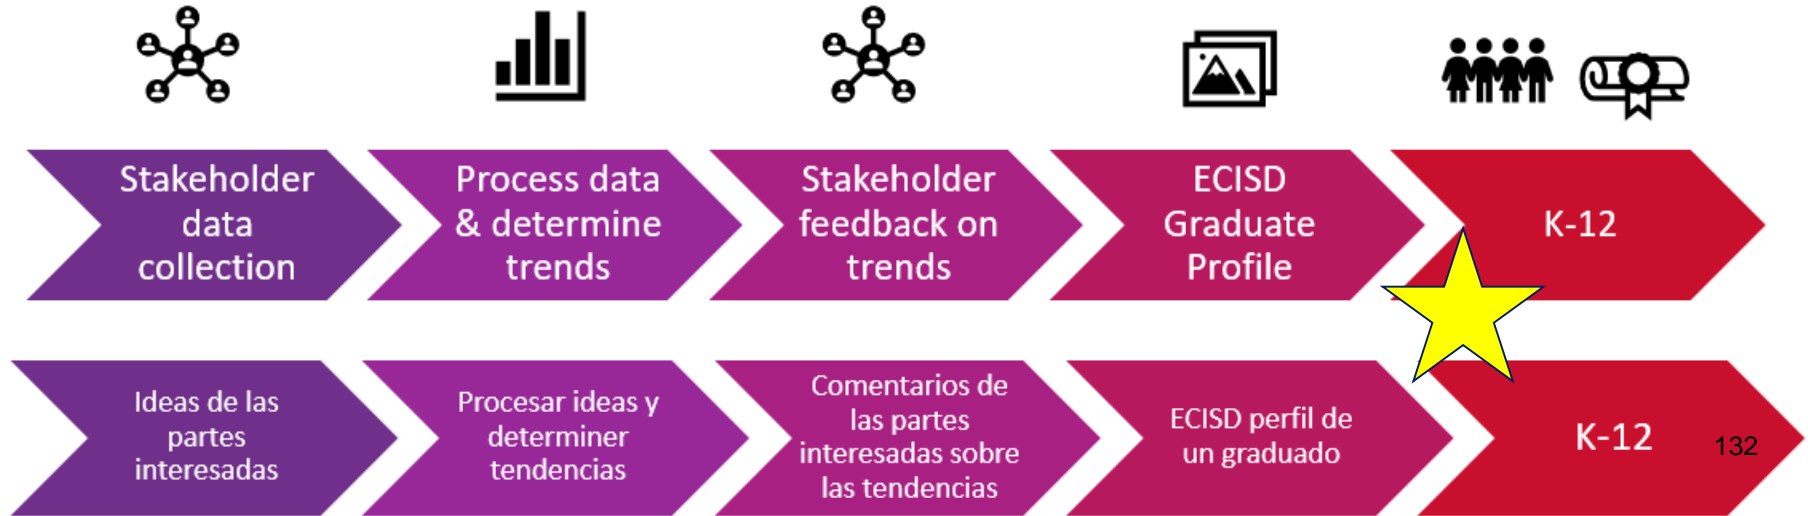 Stakeholder
data
collection
Process data
& determine
trends
Stakeholder
feedback on
trends
ECISD
Graduate
Profile
K-12
Ideas de las
partes
interesadas
Procesar ideas y
determiner
tendencias
Comentarios de
las partes
interesadas sobre
las tendencias
ECISD perfil de
un graduado
K-12
132